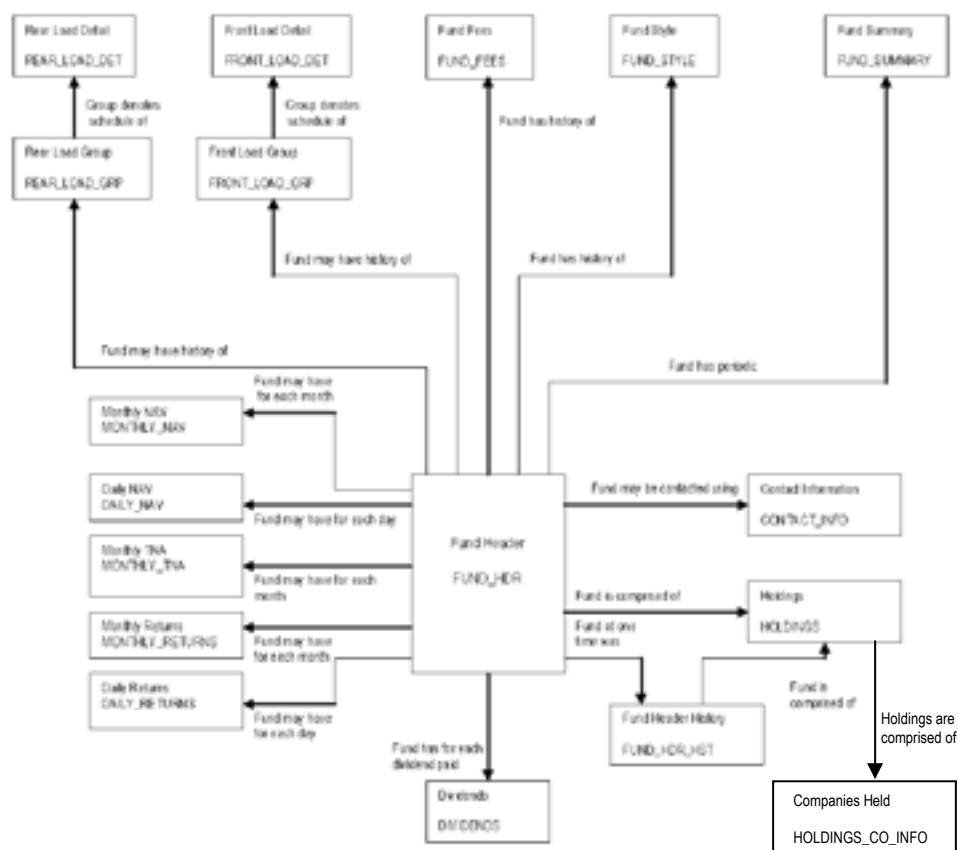 Rear Load Detail
REAR_LOAD_DET
Front Load Detail
FRONT_LOAD_DET
Fund Fees
FUND_FEES
Fund Style
FUND_STYLE
Fund Summary
FUND_SUMMARY
Group denotes
schedule of
Group denotes
schedule of
Fund has history of
Rear Load Group
REAR_LOAD_GRP
Front Load Group
FRONT_LOAD_GRP
Fund may have history of
Fund has history of
Fund may have history of
Fund has periodic
Fund may have
for each month
Monthly NAV
MONTHLY_NAV
Daily NAV
DAILY_NAV
Fund may have for each day
Monthly TNA
MONTHLY_TNA
Fund may have for each
month
Monthly Returns
MONTHLY_RETURNS
Fund may have
for each month
Daily Returns
DAILY_RETURNS
Fund may have
for each day
Fund Header
FUND_HDR
Fund may be contacted using
Contact Information
CONTACT_INFO
Fund is comprised of
Holdings
HOLDINGS
Fund at one
time was
Fund Header History
FUND_HDR_HST
Fund is
comprised of
Holdings are
comprised of
Fund has for each
dividend paid
Dividends
DIVIDENDS
Companies Held
HOLDINGS_CO_INFO